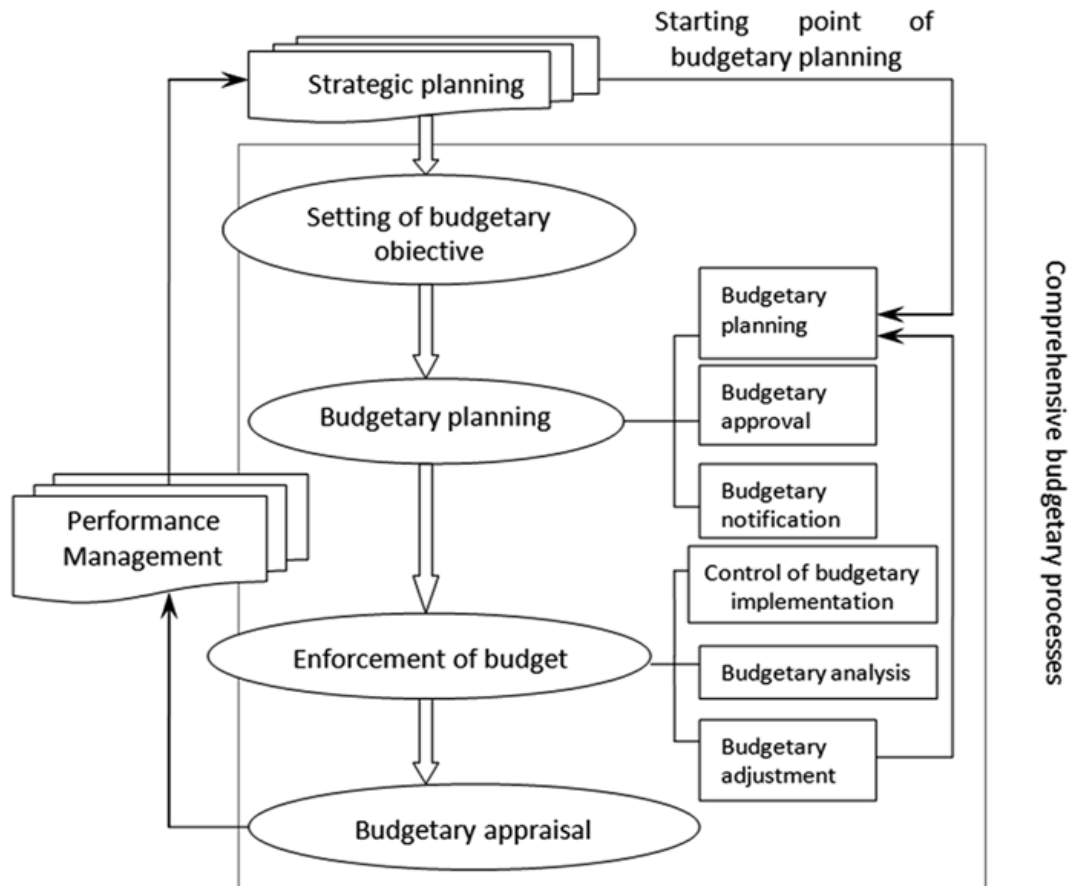 Starting point of
budgetary planning
Strategic planning
Setting of budgetary
obiective
Budgetary
planning
Budgetary planning
Budgetary
approval
Budgetary
notification
Performance
Management
Control of budgetary
implementation
Enforcement of budget
Budgetary analysis
Budgetary
adjustment
Budgetary appraisal
Comprehensive budgetary processes